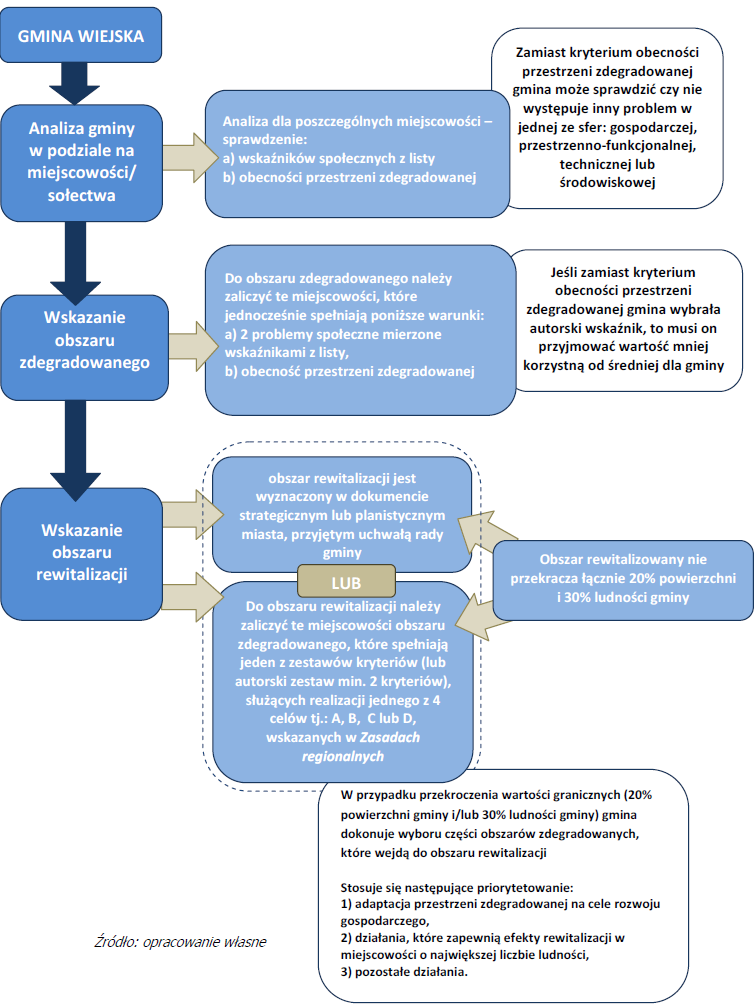 GMINA WIEJSKA
Analiza gminy
w podziale na
miejscowości/
sołectwa
Analiza dla poszczególnych miejscowości –
sprawdzenie:
a) wskaźników społecznych z listy
b) obecności przestrzeni zdegradowanej
Zamiast kryterium obecności
przestrzeni zdegradowanej
gmina może sprawdzić czy nie
występuje inny problem w
jednej ze sfer: gospodarczej,
przestrzenno-funkcjonalnej,
technicznej lub
środowiskowej
Wskazanie
obszaru
zdegradowanego
Do obszaru zdegradowanego należy
zaliczyć te miejscowości, które
jednocześnie spełniają poniższe warunki:
a) 2 problemy społeczne mierzone
wskaźnikami z listy,
b) obecność przestrzeni zdegradowanej
Jeśli zamiast kryterium
obecności przestrzeni
zdegradowanej gmina wybrała
autorski wskaźnik, to musi on
przyjmować wartość mniej
korzystną od średniej dla gminy
Wskazanie
obszaru
rewitalizacji
obszar rewitalizacji jest
wyznaczony w dokumencie
strategicznym lub planistycznym
miasta, przyjętym uchwałą rady
gminy
LUB
Do obszaru rewitalizacji należy
zaliczyć te miejscowości obszaru
zdegradowanego, które spełniają
jeden z zestawów kryteriów (lub
autorski zestaw min. 2 kryteriów),
służących realizacji jednego z 4
celów tj.: A, B, C lub D,
wskazanych w Zasadach
regionalnych
Obszar rewitalizowany nie
przekracza łącznie 20% powierzchni
i 30% ludności gminy
W przypadku przekroczenia wartości granicznych (20%
powierzchni gminy i/lub 30% ludności gminy) gmina
dokonuje wyboru części obszarów zdegradowanych,
które wejdą do obszaru rewitalizacji
Stosuje się następujące priorytetowanie:
1) adaptacja przestrzeni zdegradowanej na cele rozwoju
gospodarczego,
2) działania, które zapewnią efekty rewitalizacji w
miejscowości o największej liczbie ludności,
3) pozostałe działania.
Źródło: opracowanie własne